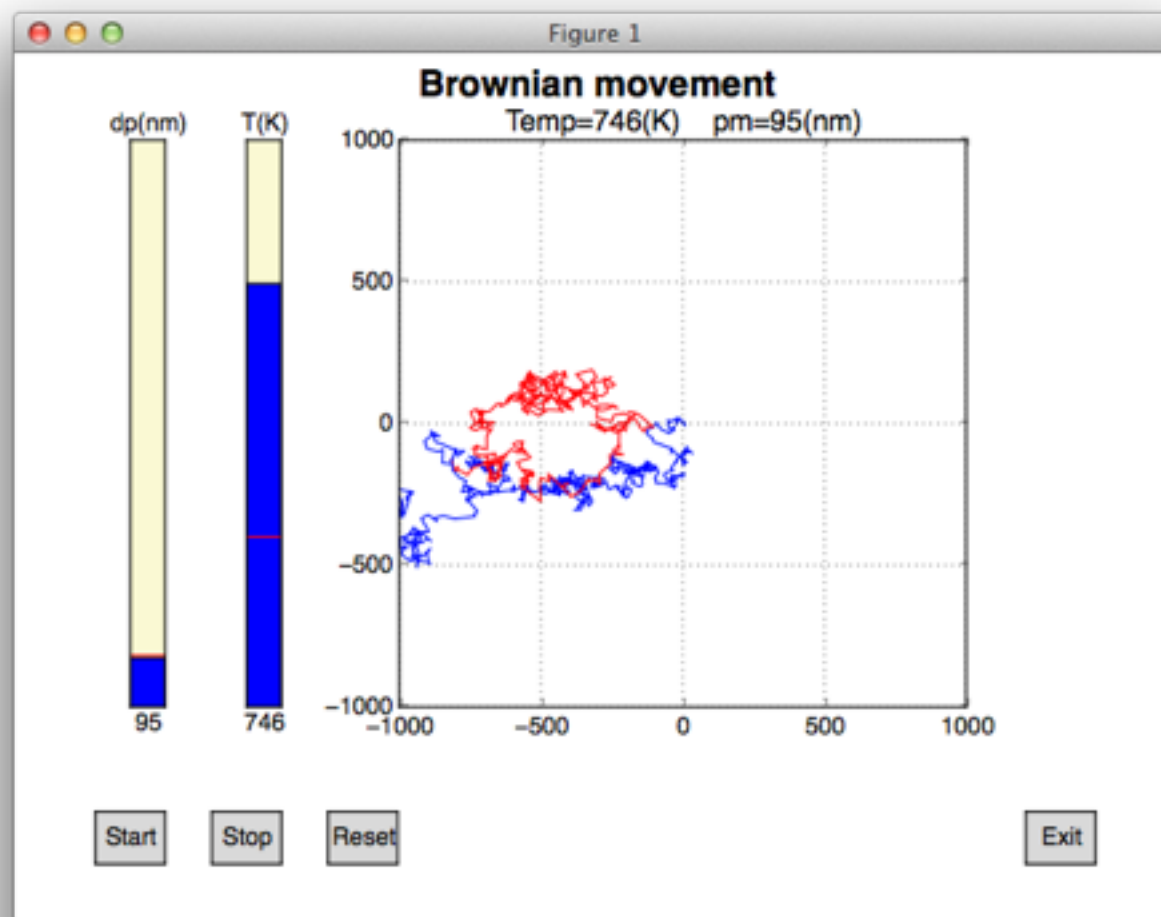 Figure 1
Brownian movement
Temp=746(K) pm=95(nm)
dp(nm)
T(K)
95
746
1000
500
0
−500
−1000
−1000 −500 0 500 1000
Start Stop Reset Exit